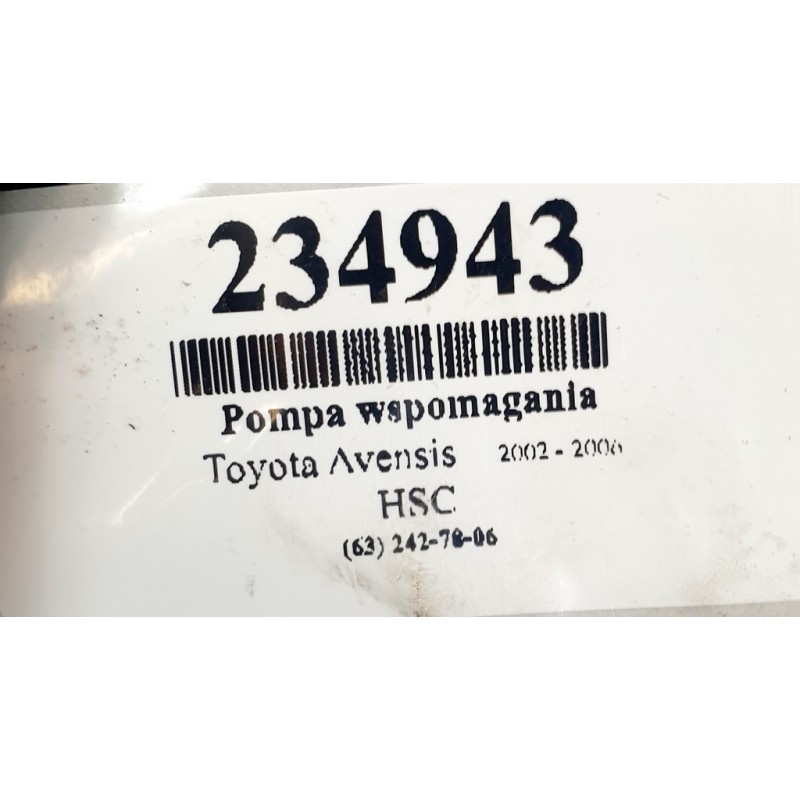 234943
Pompa wspomagania
Toyota Avensis 2002 - 2006
HSC
(63) 242-78-06